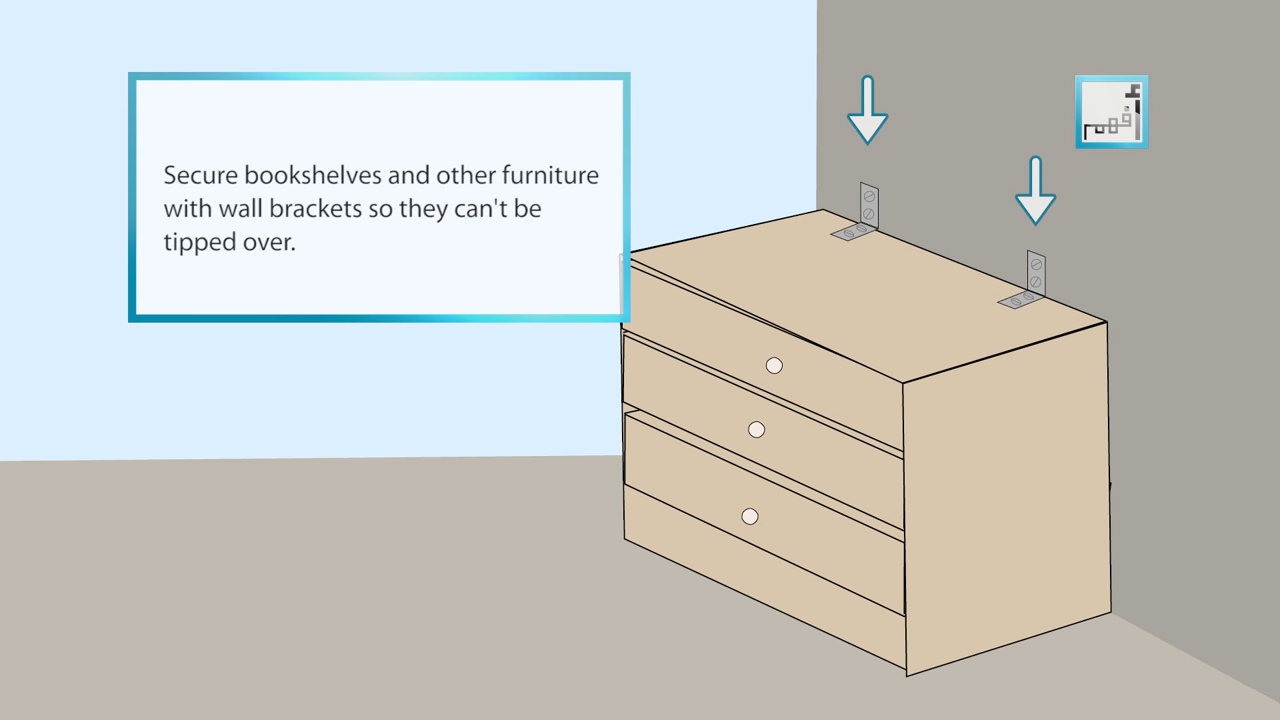 Secure bookshelves and other furniture
with wall brackets so they can't be
tipped over.